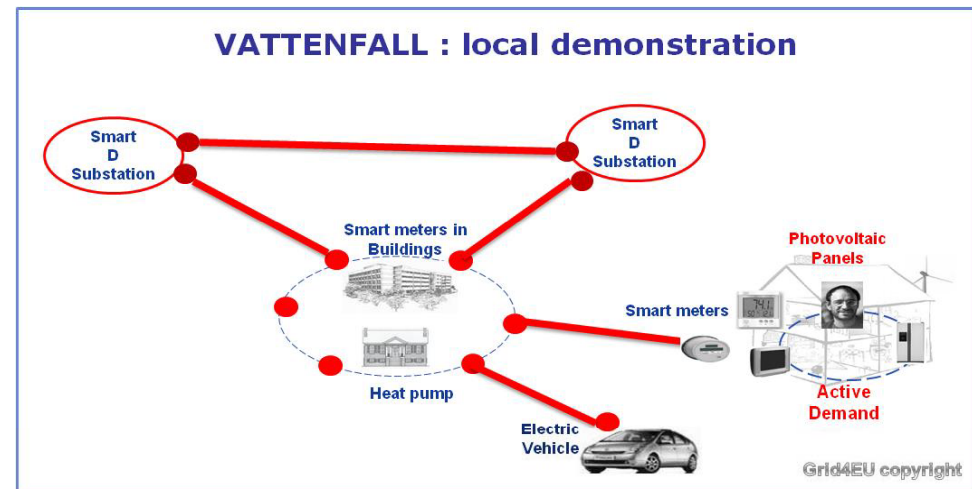 VATTENFALL : local demonstration
Smart
D
Substation
Smart
D
Substation
Smart meters in
Buildings
Photovoltaic
Panels
Smart meters
Heat pump
Active
Demand
Electric
Vehicle
Grid4EU copyright